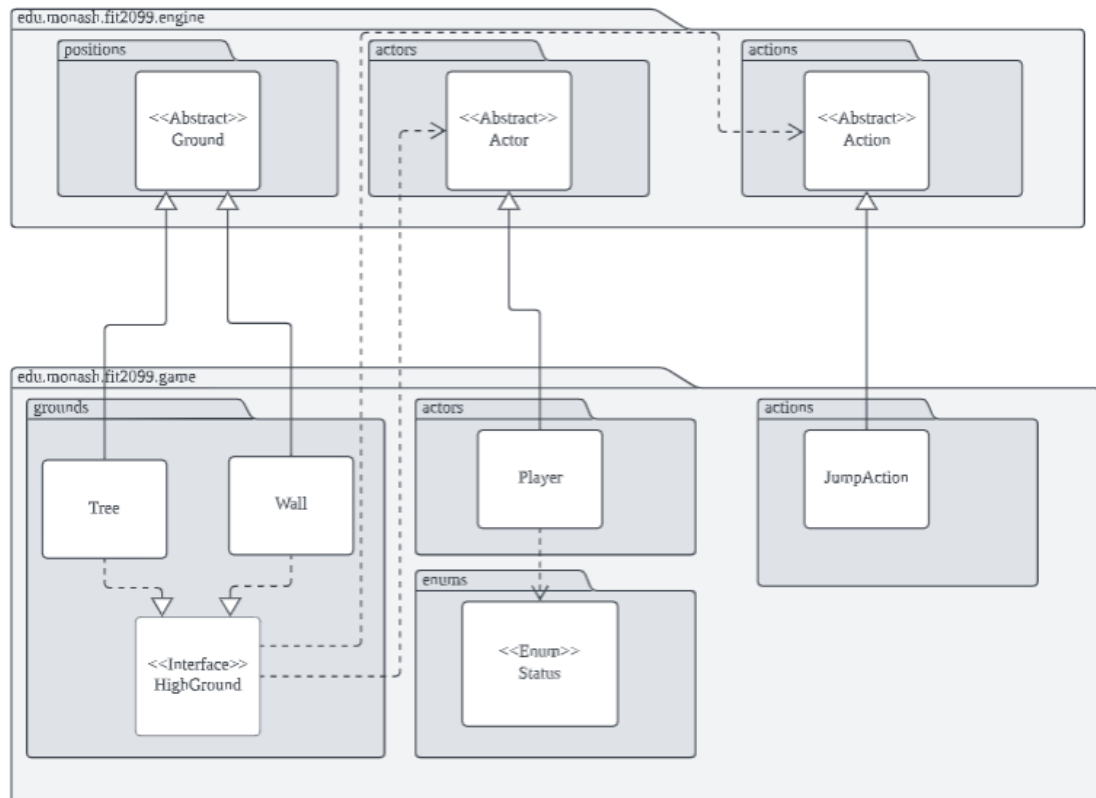 edu.monash.fit2099.engine
positions
actors
actions
<<Abstract>>
Ground
<<Abstract>>
Actor
<<Abstract>>
Action
edu.monash.fit2099.game
grounds
actors
actions
Tree
Wall
Player
JumpAction
enums
<<Interface>>
HighGround
<<Enum>>
Status